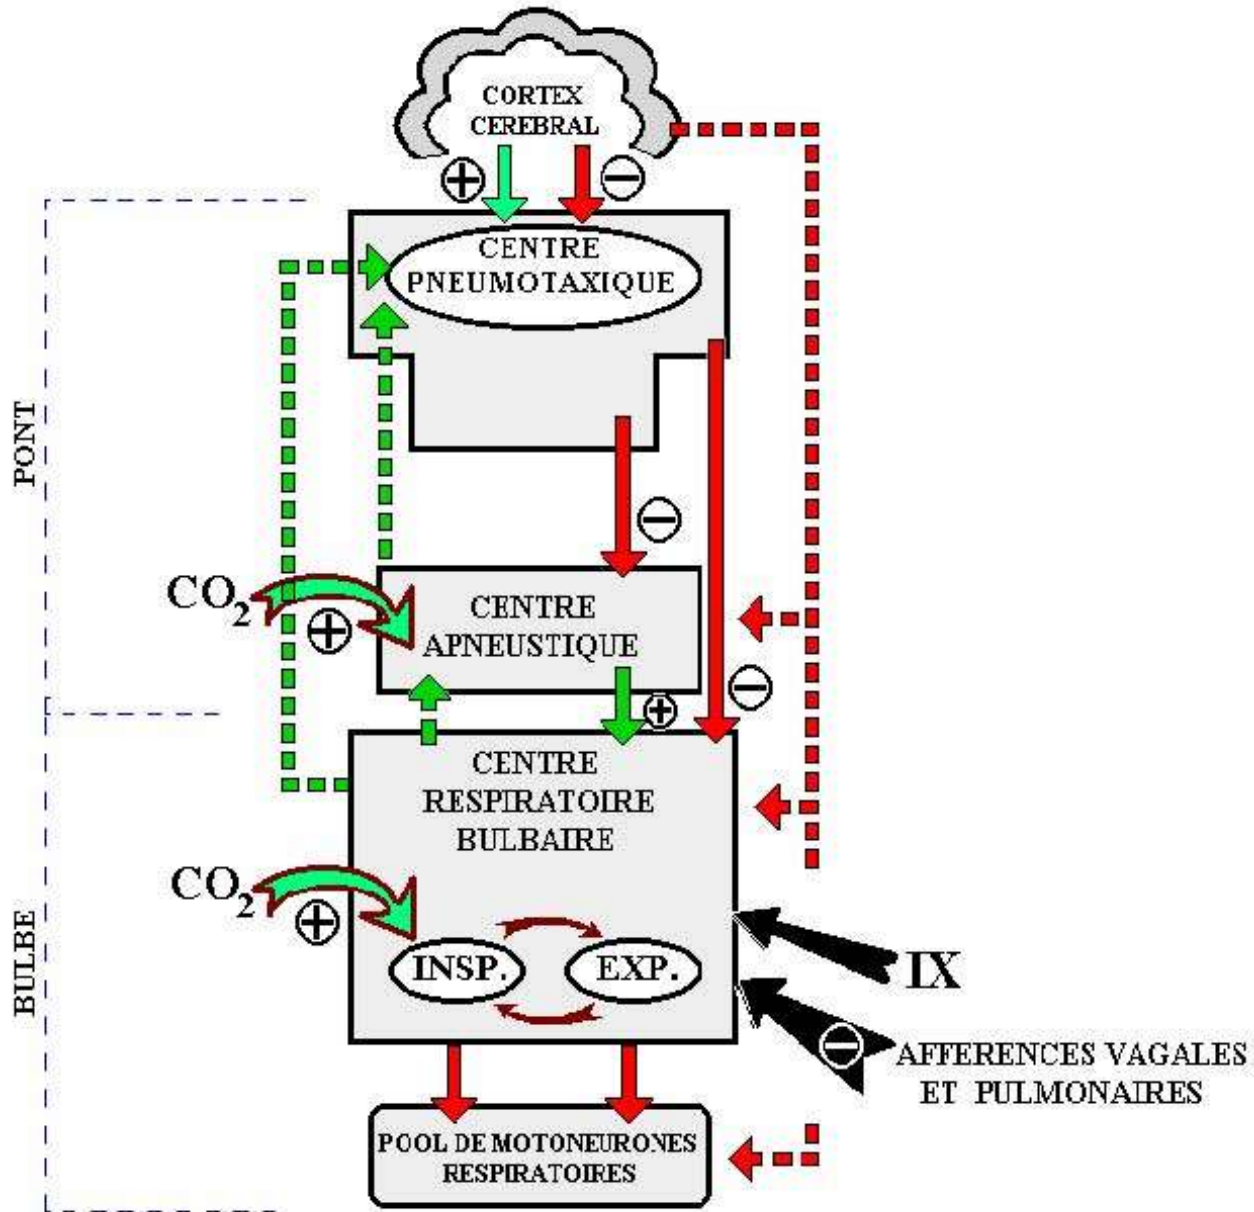 CORTEX
CEREBRAL
+
−
CENTRE
PNEUMOTAXIQUE
PONT
−
CO2
+
CENTRE
APNEUSTIQUE
−
+
CENTRE
RESPIRATOIRE
BULBAIRE
CO2
+
BULBE
INSP.
EXP.
IX
−
AFFERENCES VAGALES
ET PULMONAIRES
POOL DE MOTONEURONES
RESPIRATOIRES